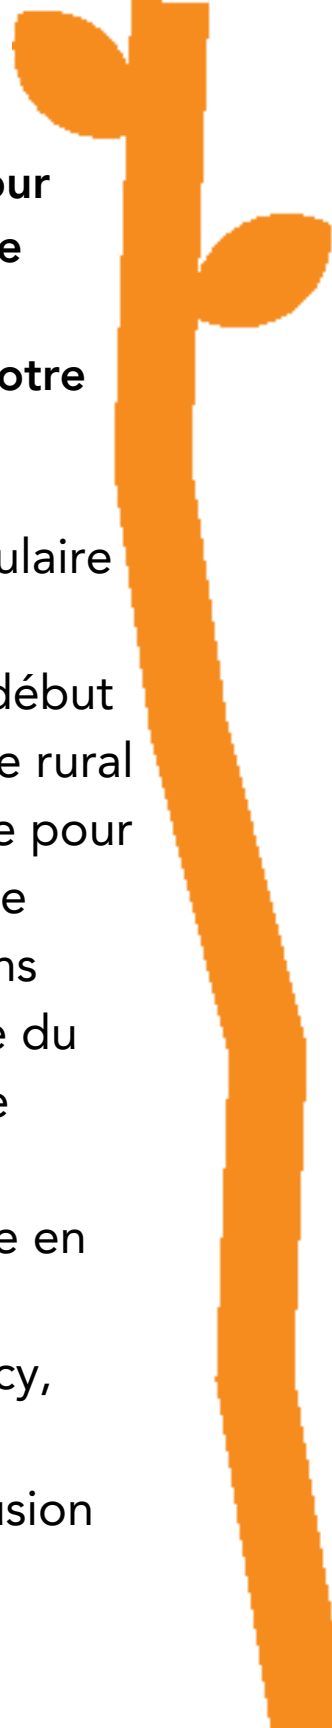 our
e
otre
ulaire
début
e rural
e pour
e
ns
e du
e
e en
cy,
usion